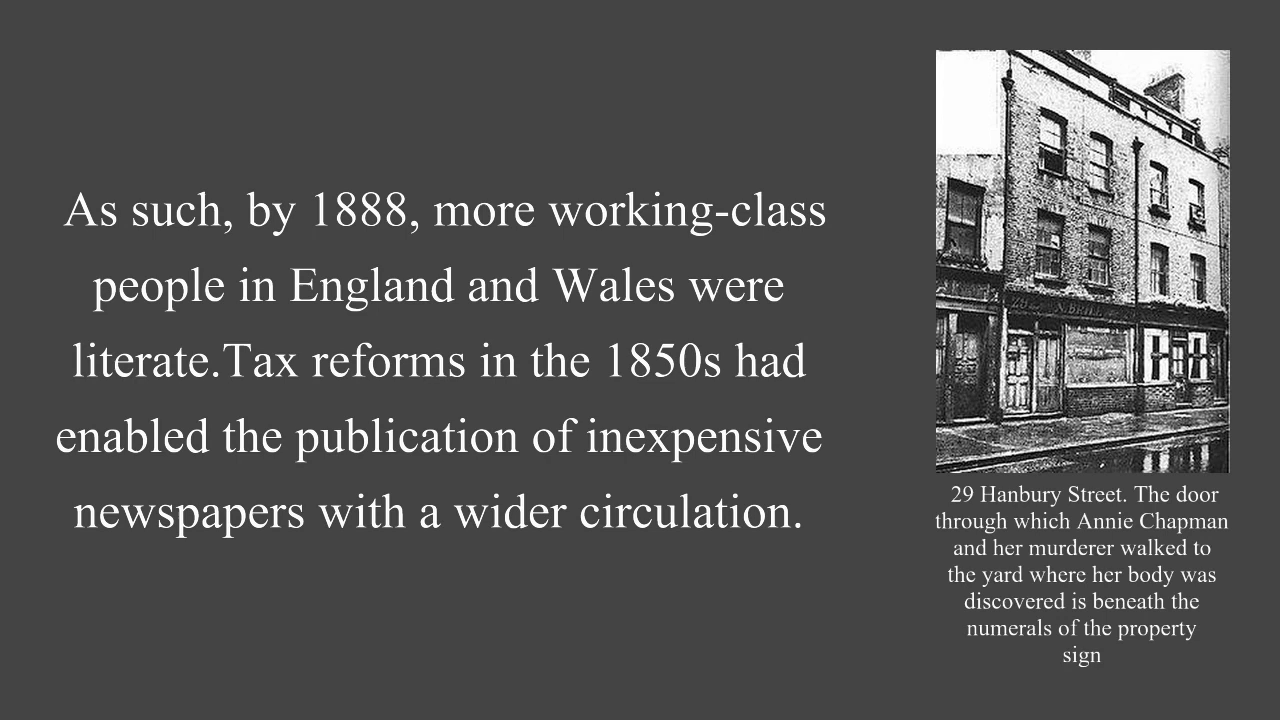 As such, by 1888, more working-class
people in England and Wales were
literate.Tax reforms in the 1850s had
enabled the publication of inexpensive
newspapers with a wider circulation.
29 Hanbury Street. The door
through which Annie Chapman
and her murderer walked to
the yard where her body was
discovered is beneath the
numerals of the property
sign